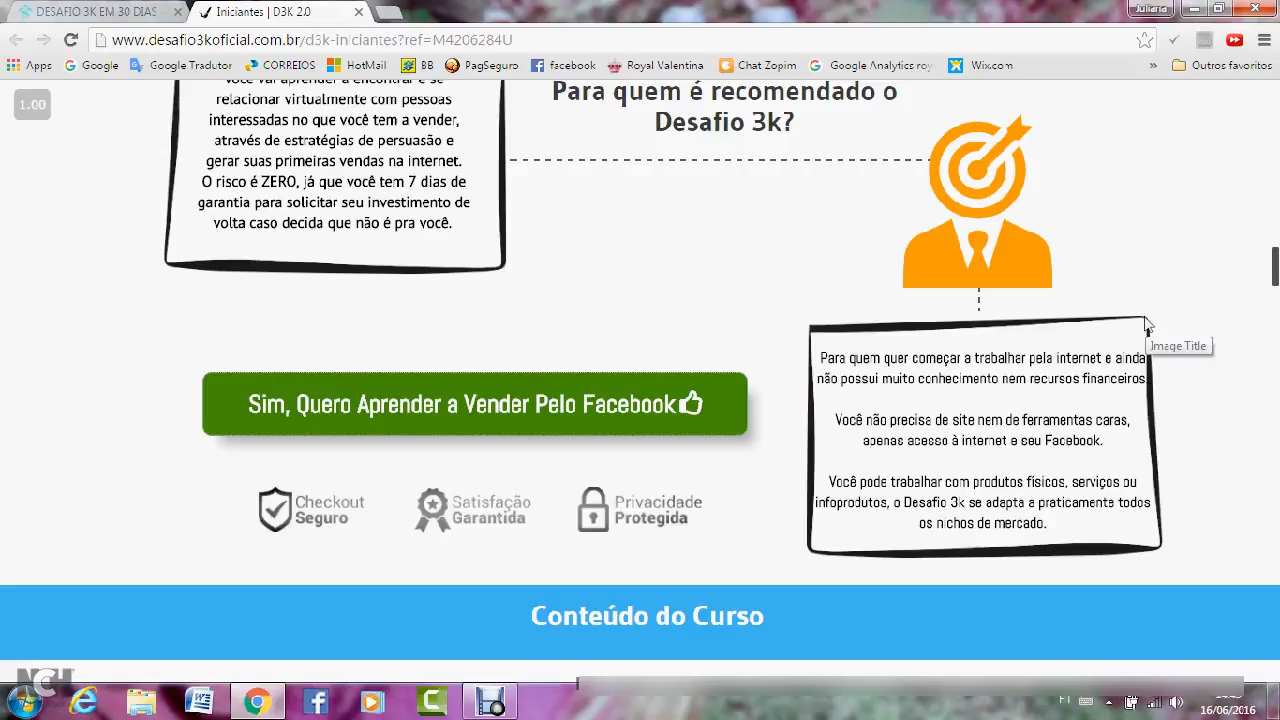 DESAFIO 3K EM 30 DIAS
Iniciantes | D3K 2.0
Juliana
www.desafio3koficial.com.br/d3k-iniciantes?ref=M4206284U
Apps Google Google Tradutor CORREIOS HotMail BB PagSeguro facebook Royal Valentina Chat Zopim Google Analytics roy Wix.com » Outros favoritos
1.00
Você vai aprender a encontrar e se
relacionar virtualmente com pessoas
interessadas no que você tem a vender,
através de estratégias de persuasão e
gerar suas primeiras vendas na internet.
O risco é ZERO, já que você tem 7 dias de
garantia para solicitar seu investimento de
volta caso decida que não é pra você.
Para quem é recomendado o
Desafio 3k?
Image Title
Para quem quer começar a trabalhar pela internet e ainda
não possui muito conhecimento nem recursos financeiros.
Você não precisa de site nem de ferramentas caras,
apenas acesso à internet e seu Facebook.
Você pode trabalhar com produtos físicos, serviços ou
infoprodutos, o Desafio 3k se adapta a praticamente todos
os nichos de mercado.
Sim, Quero Aprender a Vender Pelo Facebook
Checkout
Seguro
Satisfação
Garantida
Privacidade
Protegida
Conteúdo do Curso
NCH
PT
16/06/2016